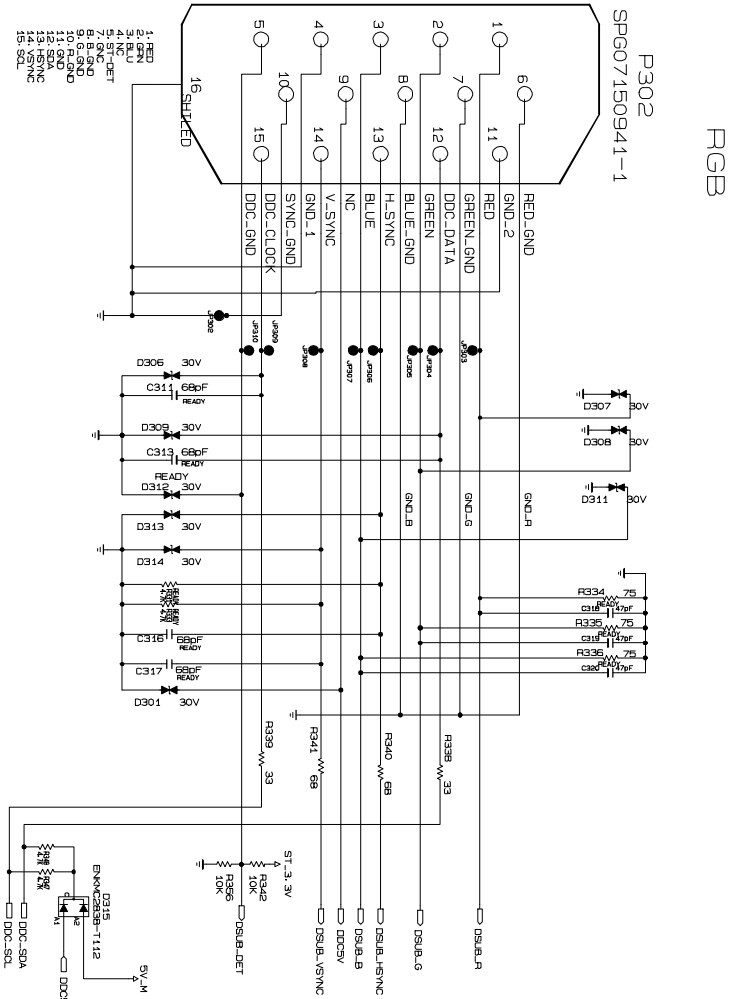 RGB
P302
SPG07150941-1
1. RED
2. GRN
3. BLU
4. NC
5. ST-DET
7. GNC
8. B_GND
9. G_GND
10. R_GND
11. GND
12. SDA
13. HSYNC
14. VSYNC
15. SCL
5
4
3
2
1
10
9
8
7
6
16
SHIELED
15
14
13
12
11
DDC_GND
DDC_CLOCK
SYNC_GND
V_SYNC
GND_1
NC
BLUE
H_SYNC
BLUE_GND
GREEN
DDC_DATA
GREEN_GND
RED
GND_2
RED_GND
JP302
JP310
JP309
JP308
JP307
JP306
JP305
JP304
JP303
D306 30V
C311 68pF
READY
D309 30V
C313 68pF
READY
READY
D312 30V
D313 30V
D314 30V
C316 68pF
READY
C317 68pF
READY
D301 30V
D307 30V
D308 30V
D311 30V
GND_B
GND_G
GND_R
R334 75
READY
C318 47pF
R335 75
READY
C319 47pF
R336 75
READY
C320 47pF
R339 33
R341 68
R340 68
R338 33
ST_3.3V
R356 10K
R342 10K
R348 4.7K
R347 4.7K
D315
ENKMC2838-T112
A1
A2
5V_M
DDC_SCL
DDC_SDA
DSUB_DET
DSUB_VSYNC
DDC5V
DSUB_B
DSUB_HSYNC
DSUB_G
DSUB_R